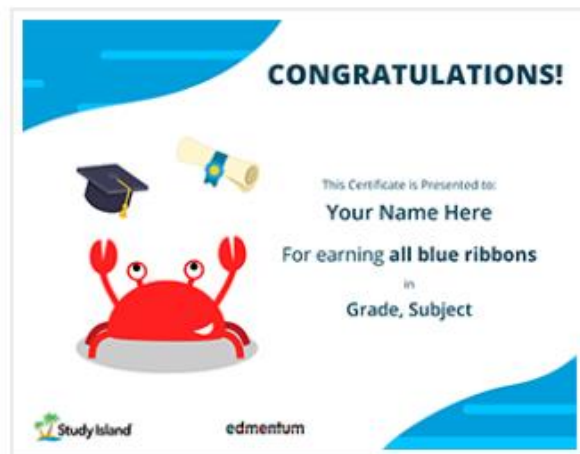 CONGRATULATIONS!
This Certificate is Presented to:
Your Name Here
For earning all blue ribbons
in
Grade, Subject
Study Island
edmentum